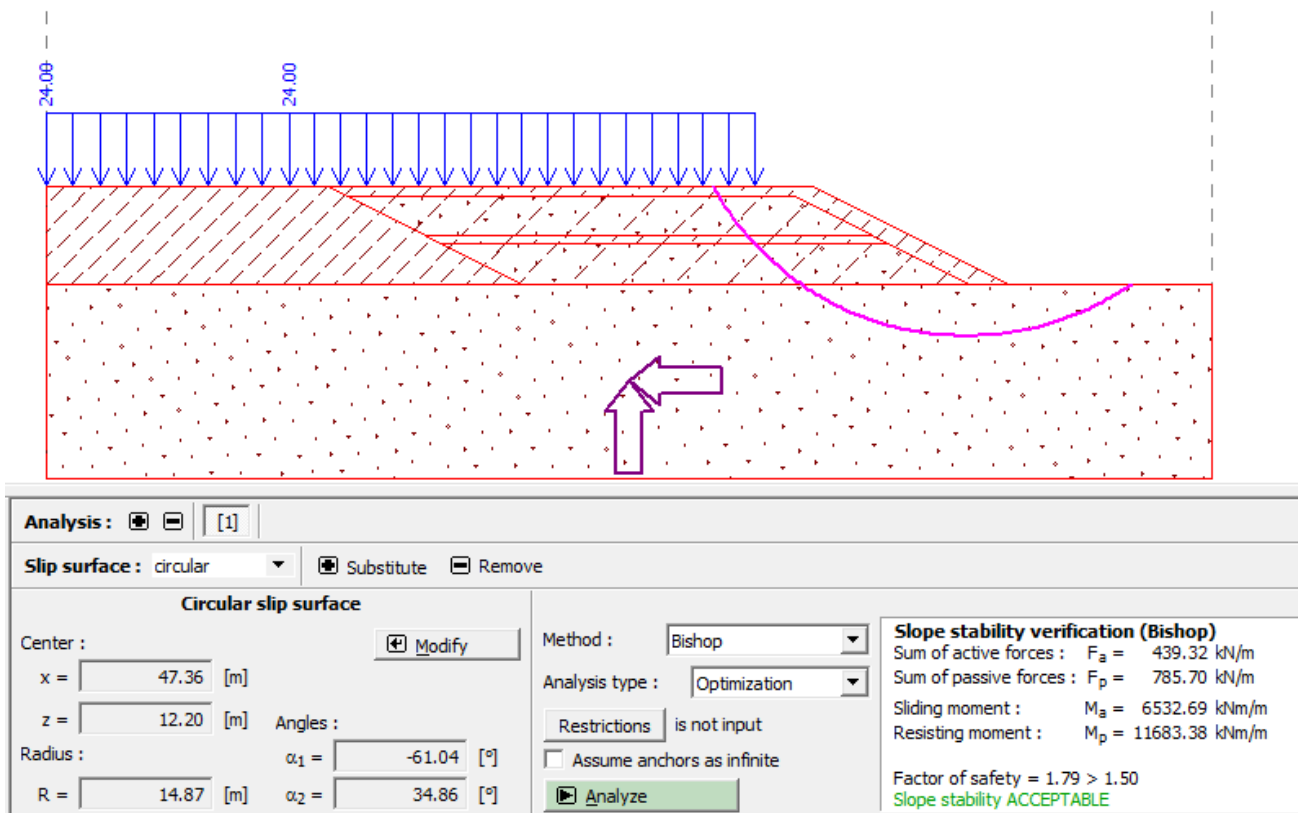 24.00 24.00
Analysis : [1]
Slip surface : circular Substitute Remove
Circular slip surface
Center :
Modify
x = 47.36 [m]
z = 12.20 [m]
Angles :
Radius :
α1 = -61.04 [°]
R = 14.87 [m]
α2 = 34.86 [°]
Method : Bishop
Analysis type : Optimization
Restrictions is not input
Assume anchors as infinite
Analyze
Slope stability verification (Bishop)
Sum of active forces : Fa = 439.32 kN/m
Sum of passive forces : Fp = 785.70 kN/m
Sliding moment : Ma = 6532.69 kNm/m
Resisting moment : Mp = 11683.38 kNm/m
Factor of safety = 1.79 > 1.50
Slope stability ACCEPTABLE